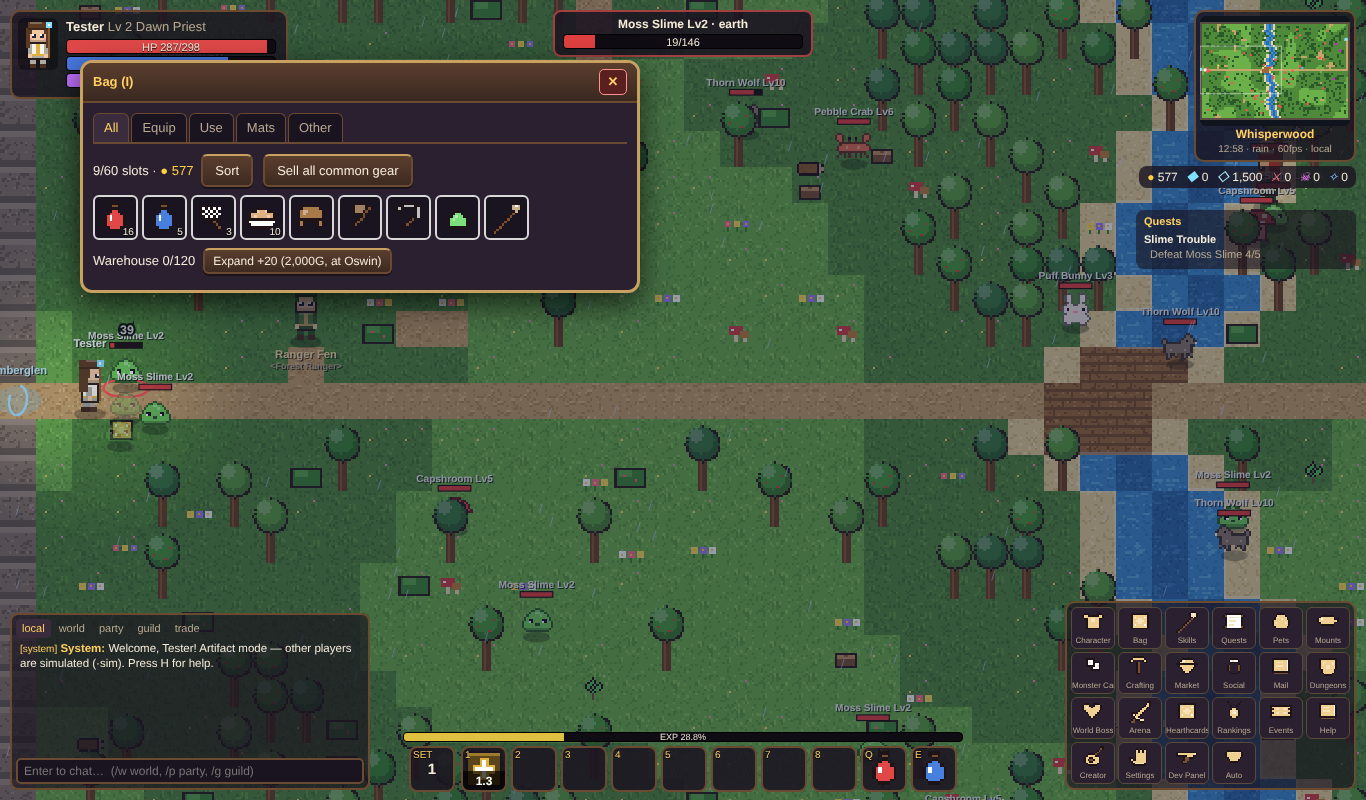 Tester Lv 2 Dawn Priest
HP 287/298
Moss Slime Lv2 · earth
19/146
Bag (I)
✕
All
Equip
Use
Mats
Other
9/60 slots · ● 577
Sort
Sell all common gear
16
5
3
10
Warehouse 0/120
Expand +20 (2,000G, at Oswin)
Whisperwood
12:58 · rain · 60fps · local
577 0 1,500 0 0 0
Quests
Slime Trouble
Defeat Moss Slime 4/5
Thorn Wolf Lv10
Pebble Crab Lv6
Capshroom Lv5
Puff Bunny Lv3
Thorn Wolf Lv10
39
Moss Slime Lv2
Tester
Moss Slime Lv2
Ranger Fen
<Forest Ranger>
Capshroom Lv5
Moss Slime Lv2
Thorn Wolf Lv10
Moss Slime Lv2
Moss Slime Lv2
Capshroom Lv5
local
world
party
guild
trade
[system] System: Welcome, Tester! Artifact mode — other players
are simulated (·sim). Press H for help.
Enter to chat… (/w world, /p party, /g guild)
EXP 28.8%
SET
1
1
1.3
2
3
4
5
6
7
8
Q
E
Character
Bag
Skills
Quests
Pets
Mounts
Monster Ca
Crafting
Market
Social
Mail
Dungeons
World Boss
Arena
Hearthcards
Rankings
Events
Help
Creator
Settings
Dev Panel
Auto